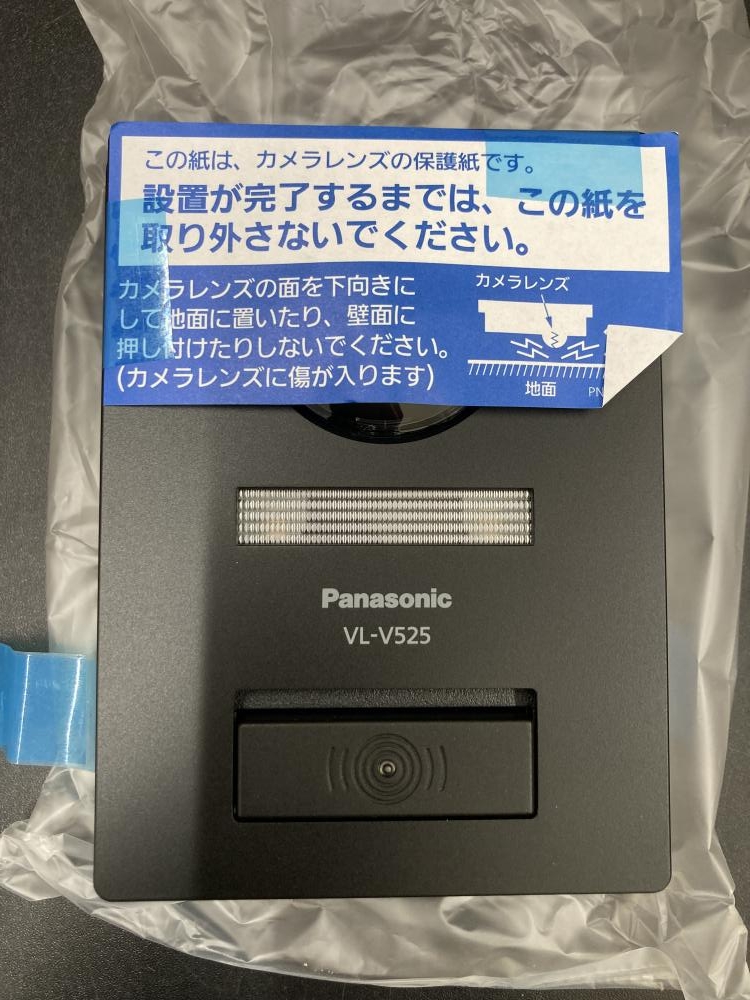 この紙は、カメラレンズの保護紙です。
設置が完了するまでは、この紙を
取り外さないでください。
カメラレンズの面を下向きに
して地面に置いたり、壁面に
押し付けたりしないでください。
(カメラレンズに傷が入ります)
カメラレンズ
地面
PN
Panasonic
VL-V525